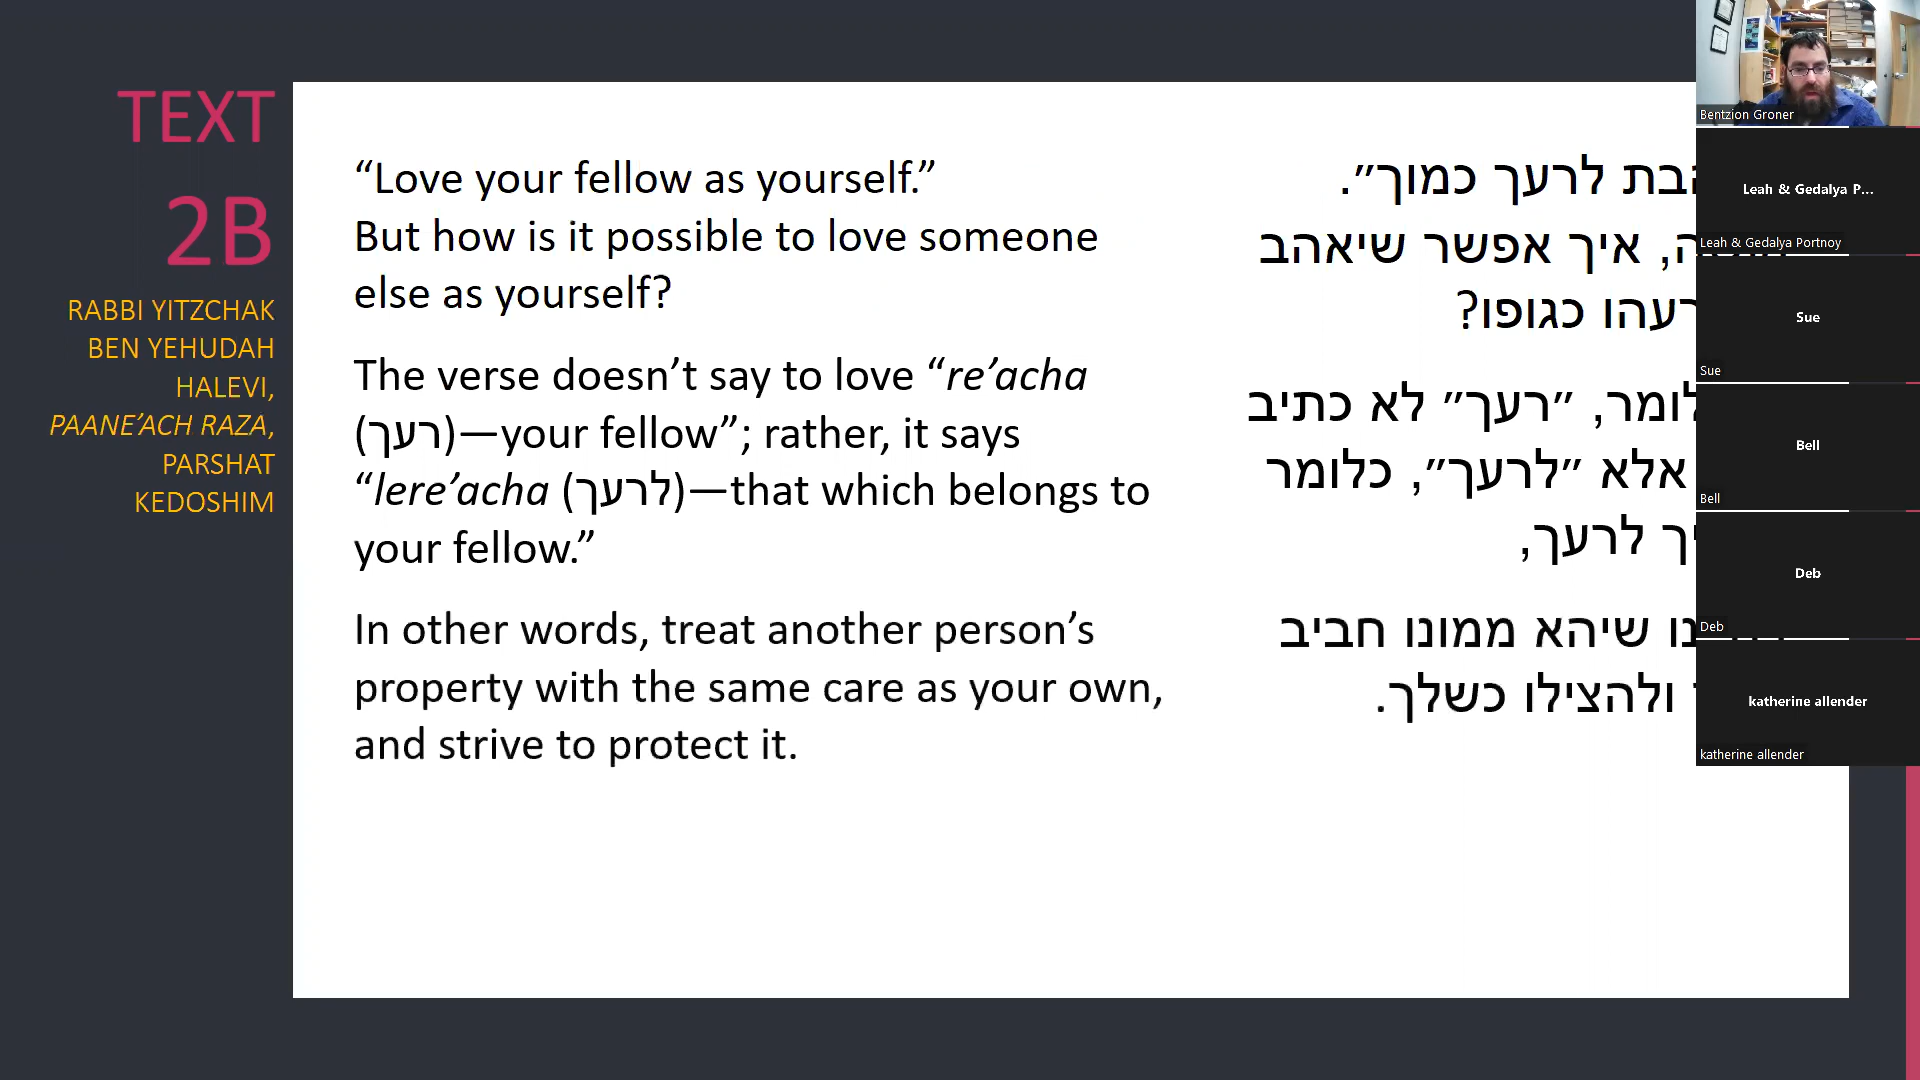 TEXT
2B
RABBI YITZCHAK
BEN YEHUDAH
HALEVI,
PAANE’ACH RAZA,
PARSHAT
KEDOSHIM
“Love your fellow as yourself.”
But how is it possible to love someone
else as yourself?
The verse doesn’t say to love “re’acha
(רעך)—your fellow”; rather, it says
“lere’acha (לרעך)—that which belongs to
your fellow.”
In other words, treat another person’s
property with the same care as your own,
and strive to protect it.
לרעך כמוך״.
איך אפשר שיאהב
כגופו?
״רעך״ לא כתיב
אלא ״לרעך״, כלומר
לרעך,
שיהא ממונו חביב
ולהצילו כשלך.
Bentzion Groner
Leah & Gedalya P...
Leah & Gedalya Portnoy
Sue
Sue
Bell
Bell
Deb
Deb
katherine allender
katherine allender